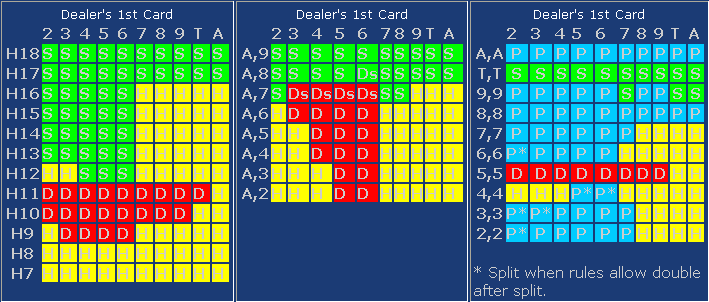 Dealer's 1st Card
2 3 4 5 6 7 8 9 T A
H18 S S S S S S S S S S
H17 S S S S S S S S S S
H16 S S S S S H H H H H
H15 S S S S S H H H H H
H14 S S S S S H H H H H
H13 S S S S S H H H H H
H12 H H S S S H H H H H
H11 D D D D D D D D D H
H10 D D D D D D D D H H
H9 H D D D D H H H H H
H8 H H H H H H H H H H
H7 H H H H H H H H H H
Dealer's 1st Card
2 3 4 5 6 7 8 9 T A
A,9 S S S S S S S S S S
A,8 S S S S Ds S S S S S
A,7 S Ds Ds Ds Ds S S H H H
A,6 H D D D D H H H H H
A,5 H H D D D H H H H H
A,4 H H D D D H H H H H
A,3 H H H D D H H H H H
A,2 H H H D D H H H H H
Dealer's 1st Card
2 3 4 5 6 7 8 9 T A
A,A P P P P P P P P P P
T,T S S S S S S S S S S
9,9 P P P P P S P P S S
8,8 P P P P P P P P P P
7,7 P P P P P P H H H H
6,6 P* P P P P H H H H H
5,5 D D D D D D D D H H
4,4 H H H P* P* H H H H H
3,3 P* P* P P P P H H H H
2,2 P* P* P P P P H H H H
* Split when rules allow double
after split.